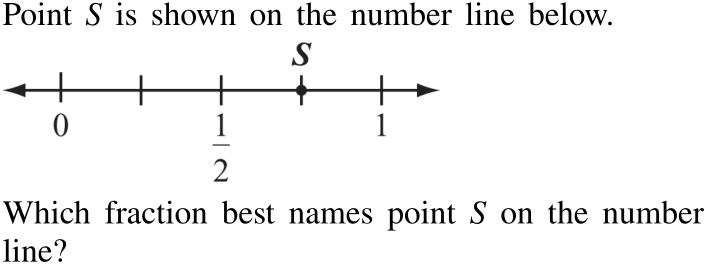 Point S is shown on the number line below.
S
0 1/2 1
Which fraction best names point S on the number
line?